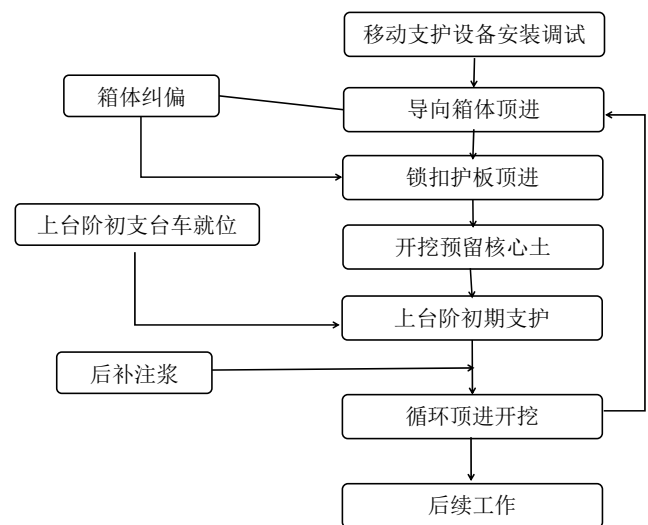 移动支护设备安装调试
箱体纠偏
导向箱体顶进
锁扣护板顶进
上台阶初支台车就位
开挖预留核心土
上台阶初期支护
后补注浆
循环顶进开挖
后续工作